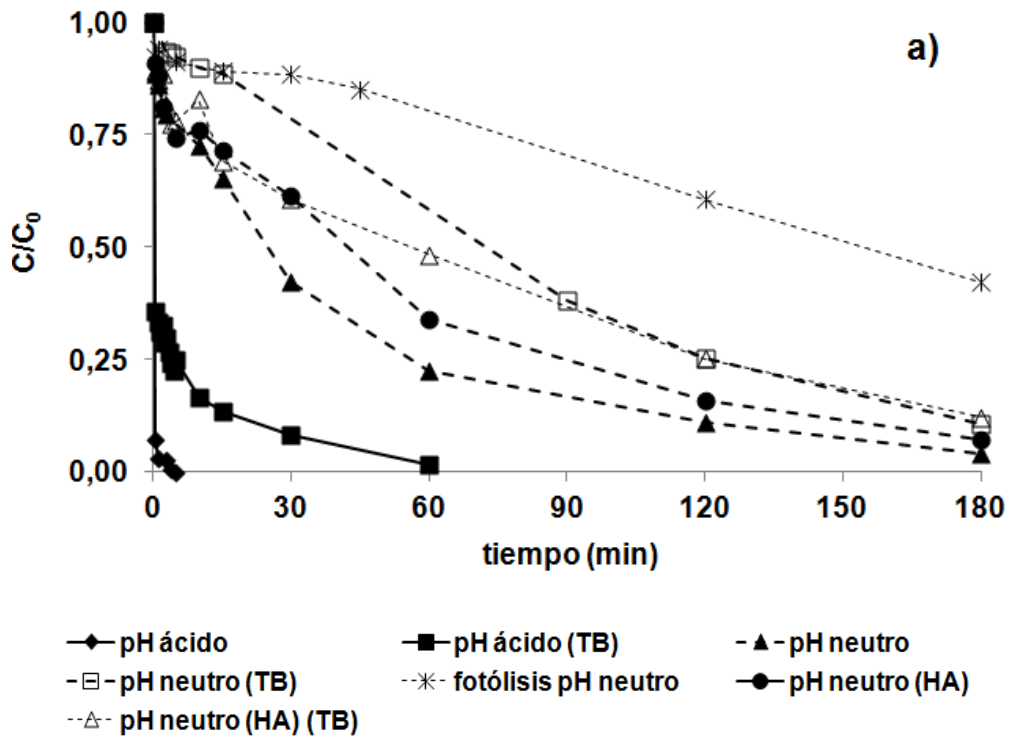 a)
1,00
0,75
0,50
0,25
0,00
C/C₀
0 30 60 90 120 150 180
tiempo (min)
pH ácido pH ácido (TB) pH neutro
pH neutro (TB) fotólisis pH neutro pH neutro (HA)
pH neutro (HA) (TB)